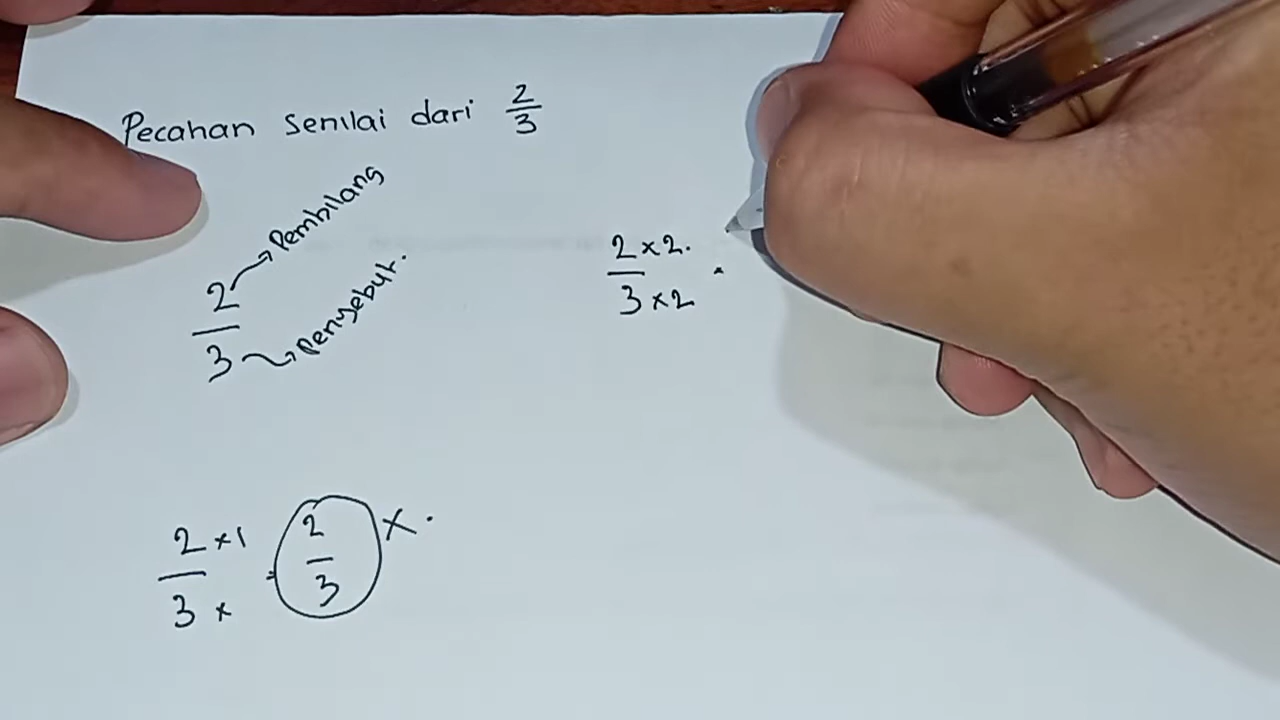 Pecahan senilai dari 2/3
2/3
Pembilang
Penyebut.
2 x 2.
3 x 2
2 x 1
3 x
= 2/3 X.